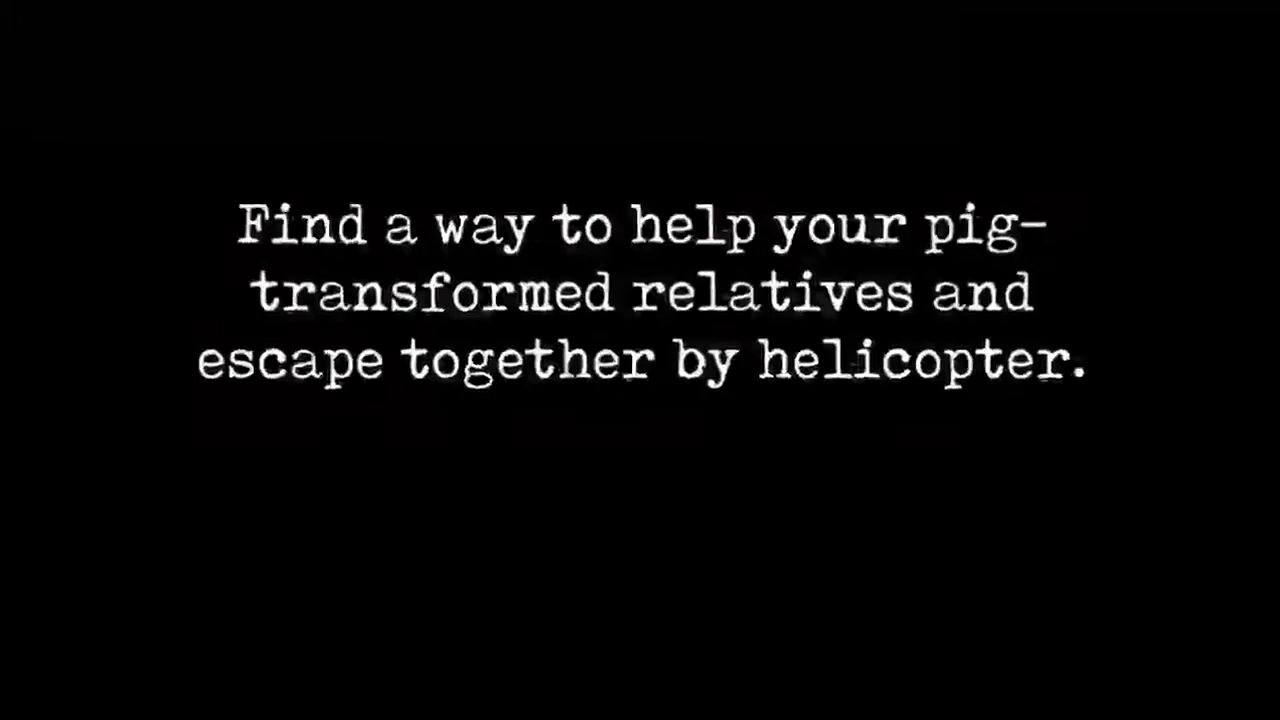 Find a way to help your pig-
transformed relatives and
escape together by helicopter.